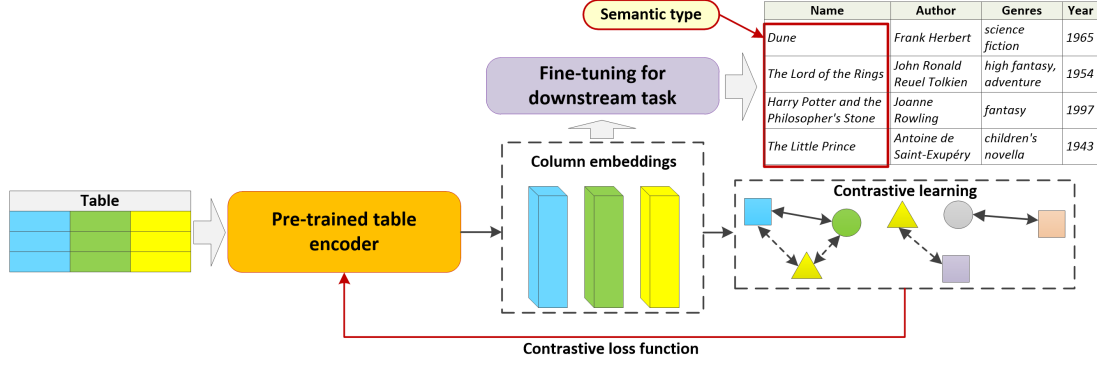 Semantic type
Name Author Genres Year
Dune Frank Herbert science fiction 1965
The Lord of the Rings John Ronald Reuel Tolkien high fantasy, adventure 1954
Harry Potter and the Philosopher's Stone Joanne Rowling fantasy 1997
The Little Prince Antoine de Saint-Exupéry children's novella 1943
Fine-tuning for
downstream task
Column embeddings
Contrastive learning
Table
Pre-trained table
encoder
Contrastive loss function